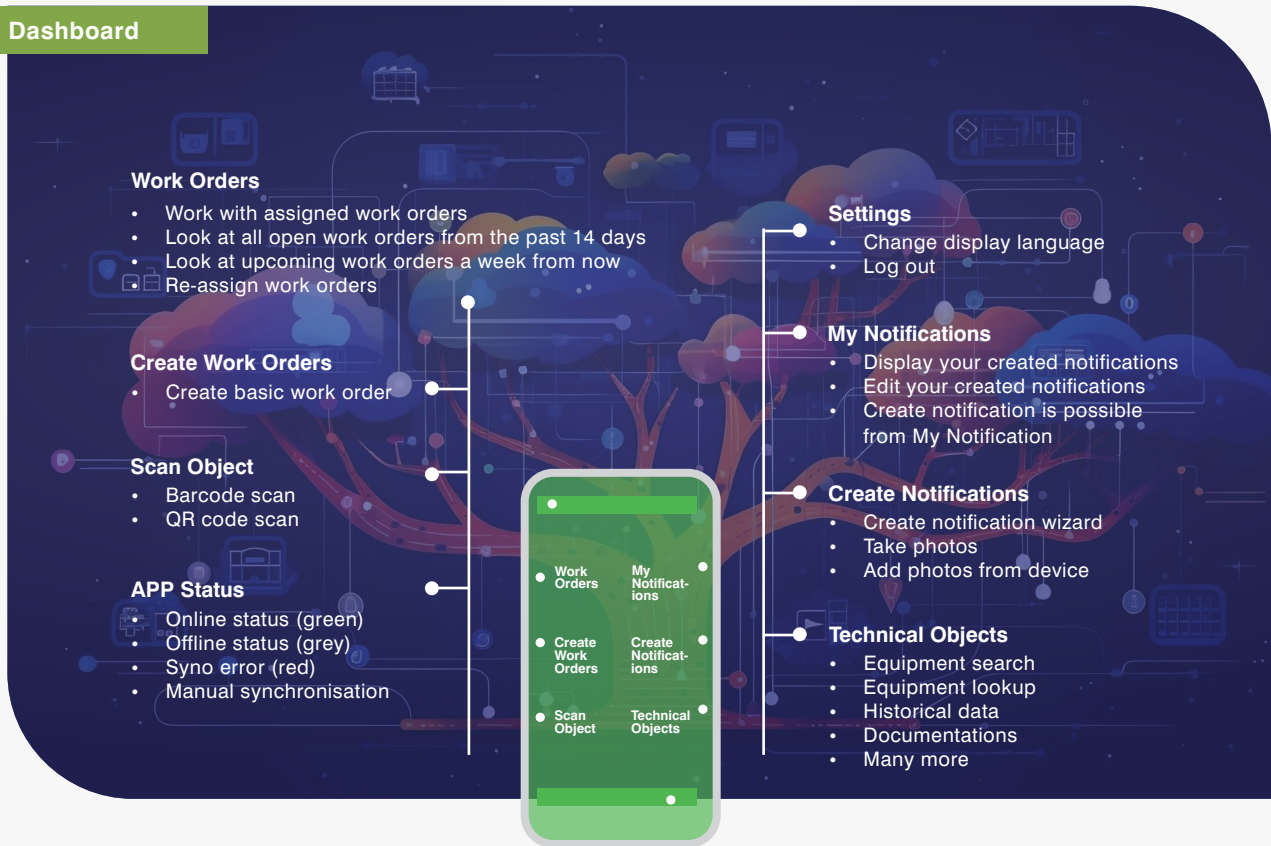 Dashboard
Work Orders
• Work with assigned work orders
• Look at all open work orders from the past 14 days
• Look at upcoming work orders a week from now
• Re-assign work orders
Create Work Orders
• Create basic work order
Scan Object
• Barcode scan
• QR code scan
APP Status
• Online status (green)
• Offline status (grey)
• Syno error (red)
• Manual synchronisation
Work
Orders
My
Notificat-
ions
Create
Work
Orders
Create
Notificat-
ions
Scan
Object
Technical
Objects
Settings
• Change display language
• Log out
My Notifications
• Display your created notifications
• Edit your created notifications
• Create notification is possible
from My Notification
Create Notifications
• Create notification wizard
• Take photos
• Add photos from device
Technical Objects
• Equipment search
• Equipment lookup
• Historical data
• Documentations
• Many more